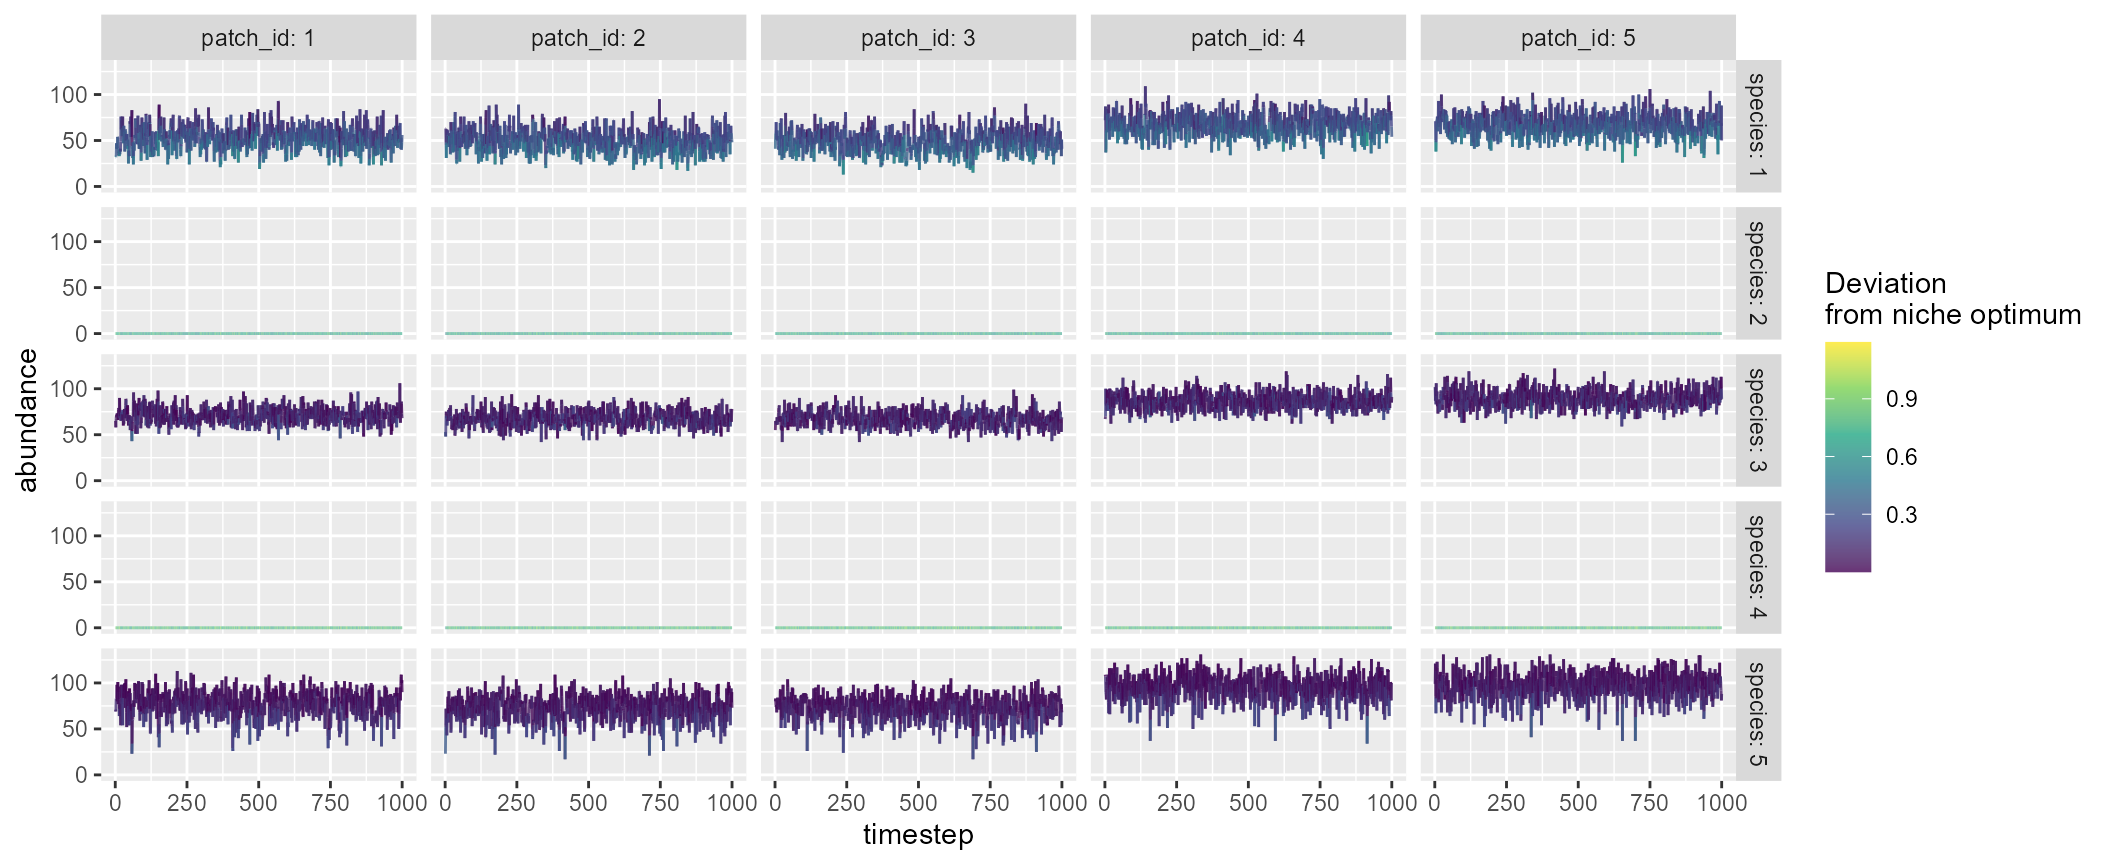 patch_id: 1
patch_id: 2
patch_id: 3
patch_id: 4
patch_id: 5
100
50
0
species: 1
100
50
0
species: 2
100
50
0
species: 3
100
50
0
species: 4
100
50
0
species: 5
0 250 500 750 1000
0 250 500 750 1000
0 250 500 750 1000
0 250 500 750 1000
0 250 500 750 1000
timestep
abundance
Deviation
from niche optimum
0.9
0.6
0.3